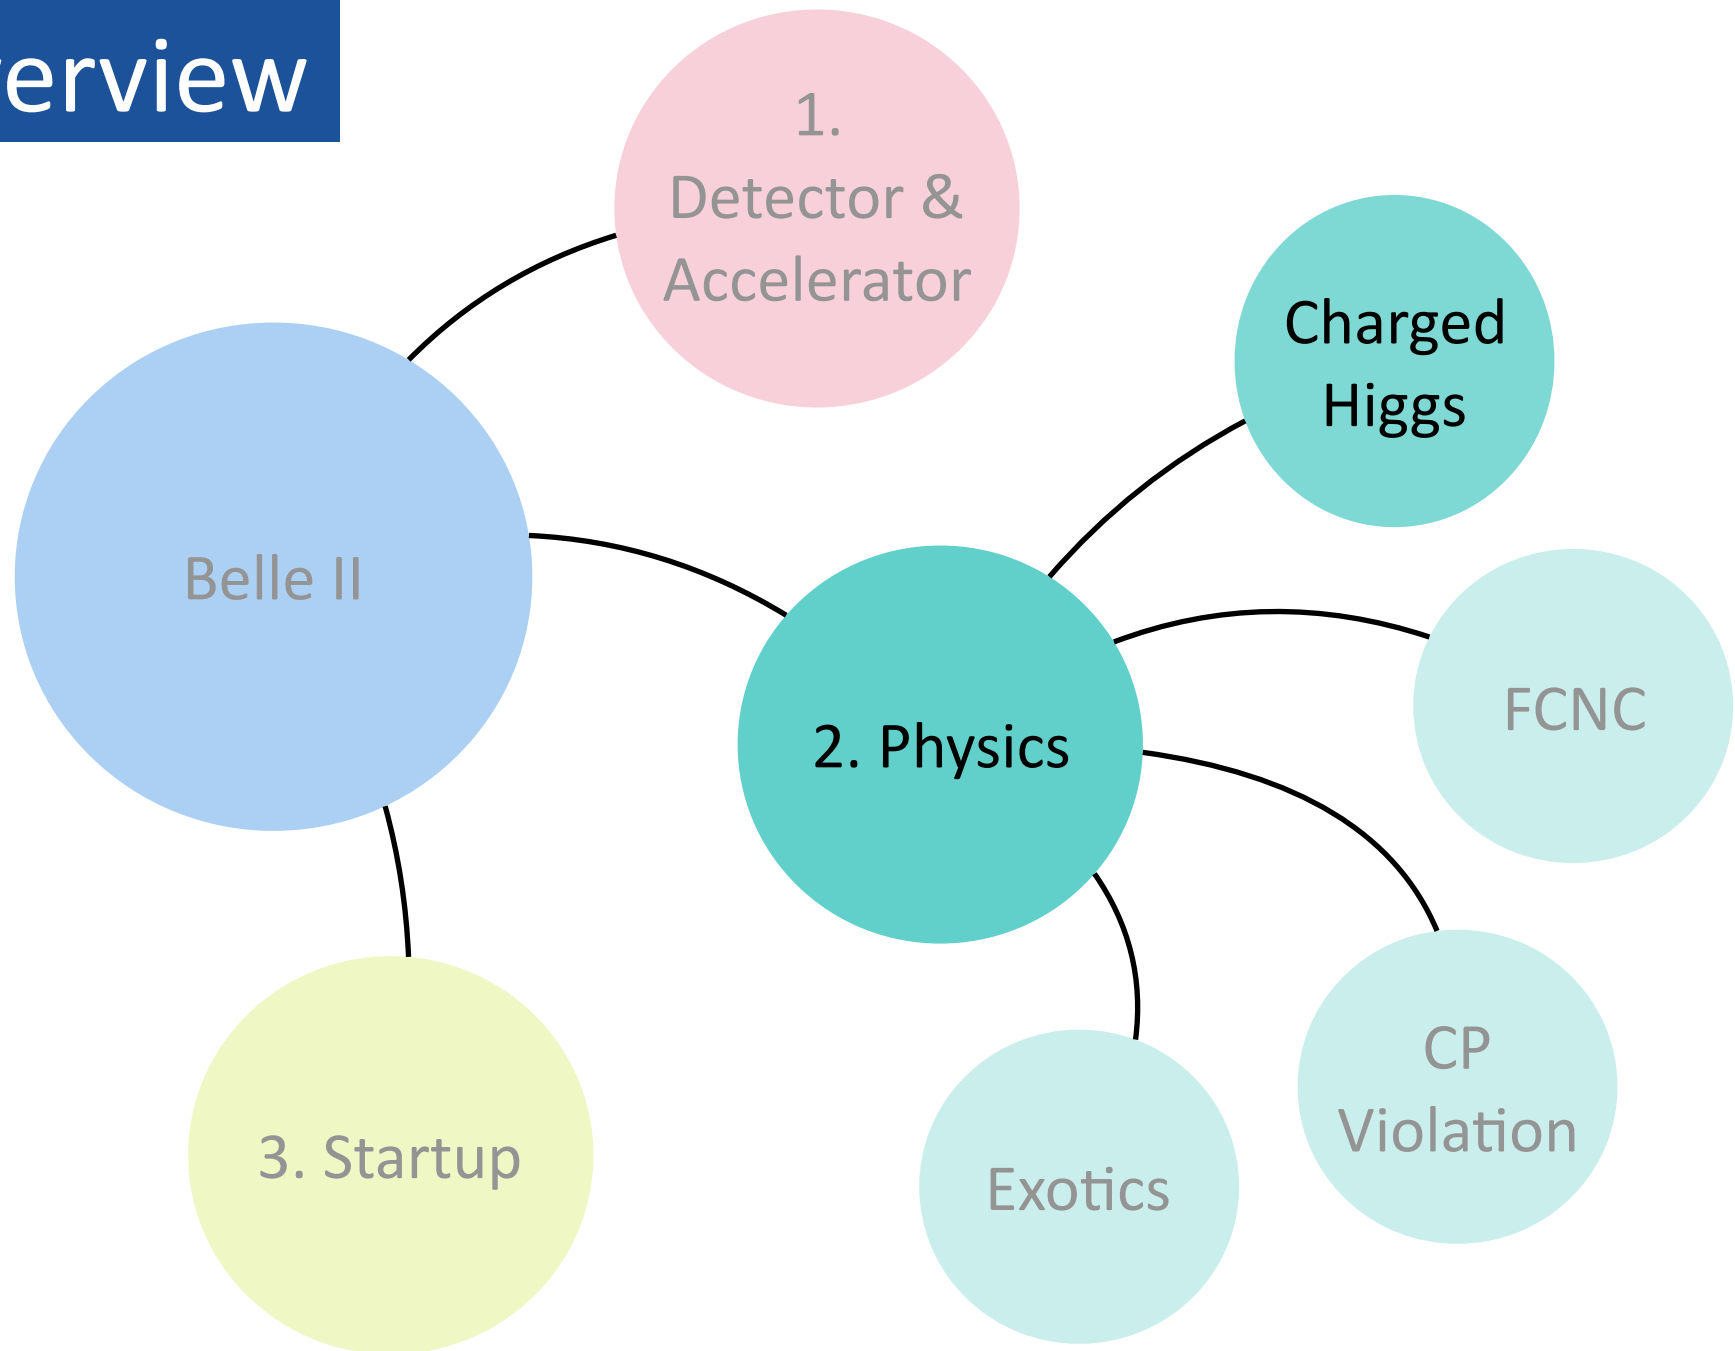 erview
1.
Detector &
Accelerator
Charged
Higgs
Belle II
FCNC
2. Physics
CP
Violation
3. Startup
Exotics